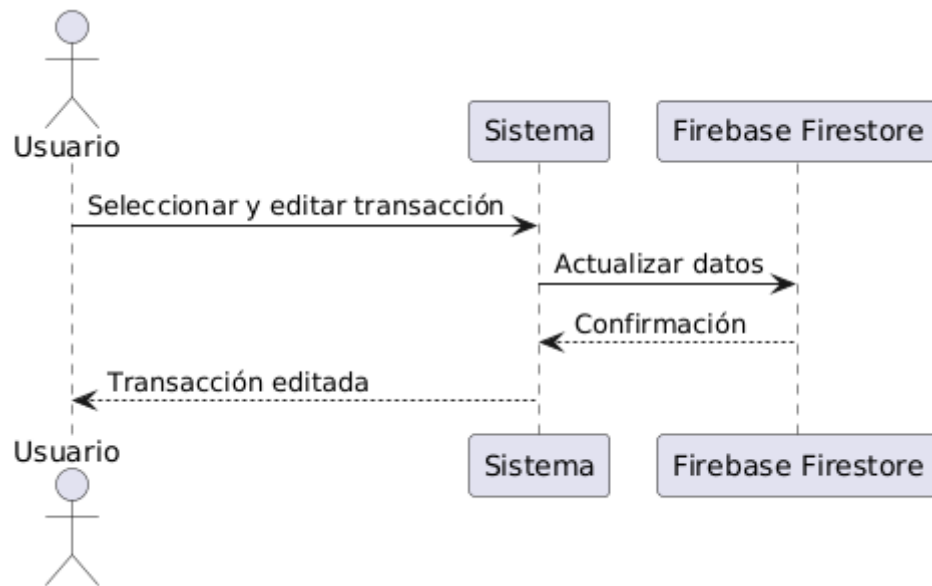 Usuario
Sistema
Firebase Firestore
Seleccionar y editar transacción
Actualizar datos
Confirmación
Transacción editada
Usuario
Sistema
Firebase Firestore